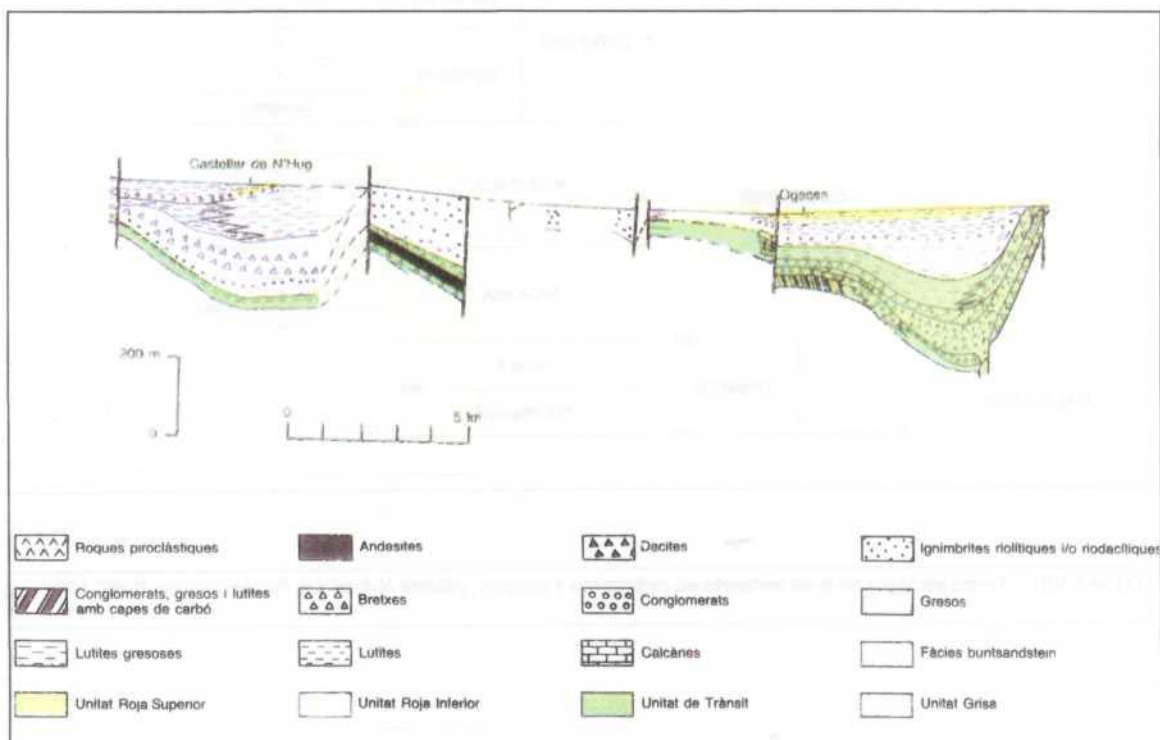 Castellar de N'Hug
Ogassa
200 m
0
0
5 km
Roques piroclàstiques
Andesites
Dacites
Ignimbrites riolítiques i/o riodacítiques
Conglomerats, gresos i lutites
amb capes de carbó
Bretxes
Conglomerats
Gresos
Lutites gresoses
Lutites
Calcànes
Fàcies buntsandstein
Unitat Roja Superior
Unitat Roja Inferior
Unitat de Trànsit
Unitat Grisa